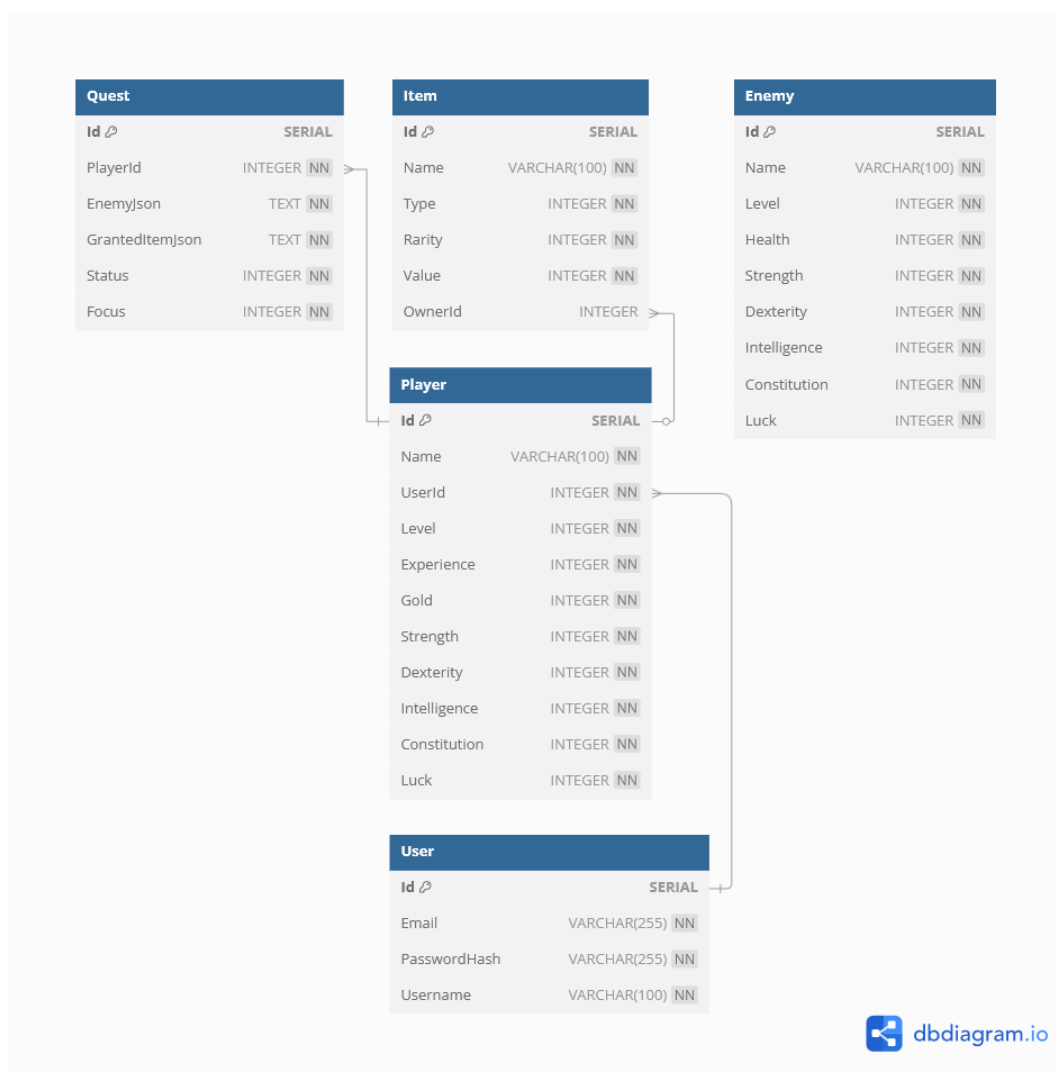 Quest
Id SERIAL
PlayerId INTEGER NN
EnemyJson TEXT NN
GrantedItemJson TEXT NN
Status INTEGER NN
Focus INTEGER NN
Item
Id SERIAL
Name VARCHAR(100) NN
Type INTEGER NN
Rarity INTEGER NN
Value INTEGER NN
OwnerId INTEGER
Enemy
Id SERIAL
Name VARCHAR(100) NN
Level INTEGER NN
Health INTEGER NN
Strength INTEGER NN
Dexterity INTEGER NN
Intelligence INTEGER NN
Constitution INTEGER NN
Luck INTEGER NN
Player
Id SERIAL
Name VARCHAR(100) NN
UserId INTEGER NN
Level INTEGER NN
Experience INTEGER NN
Gold INTEGER NN
Strength INTEGER NN
Dexterity INTEGER NN
Intelligence INTEGER NN
Constitution INTEGER NN
Luck INTEGER NN
User
Id SERIAL
Email VARCHAR(255) NN
PasswordHash VARCHAR(255) NN
Username VARCHAR(100) NN
dbdiagram.io